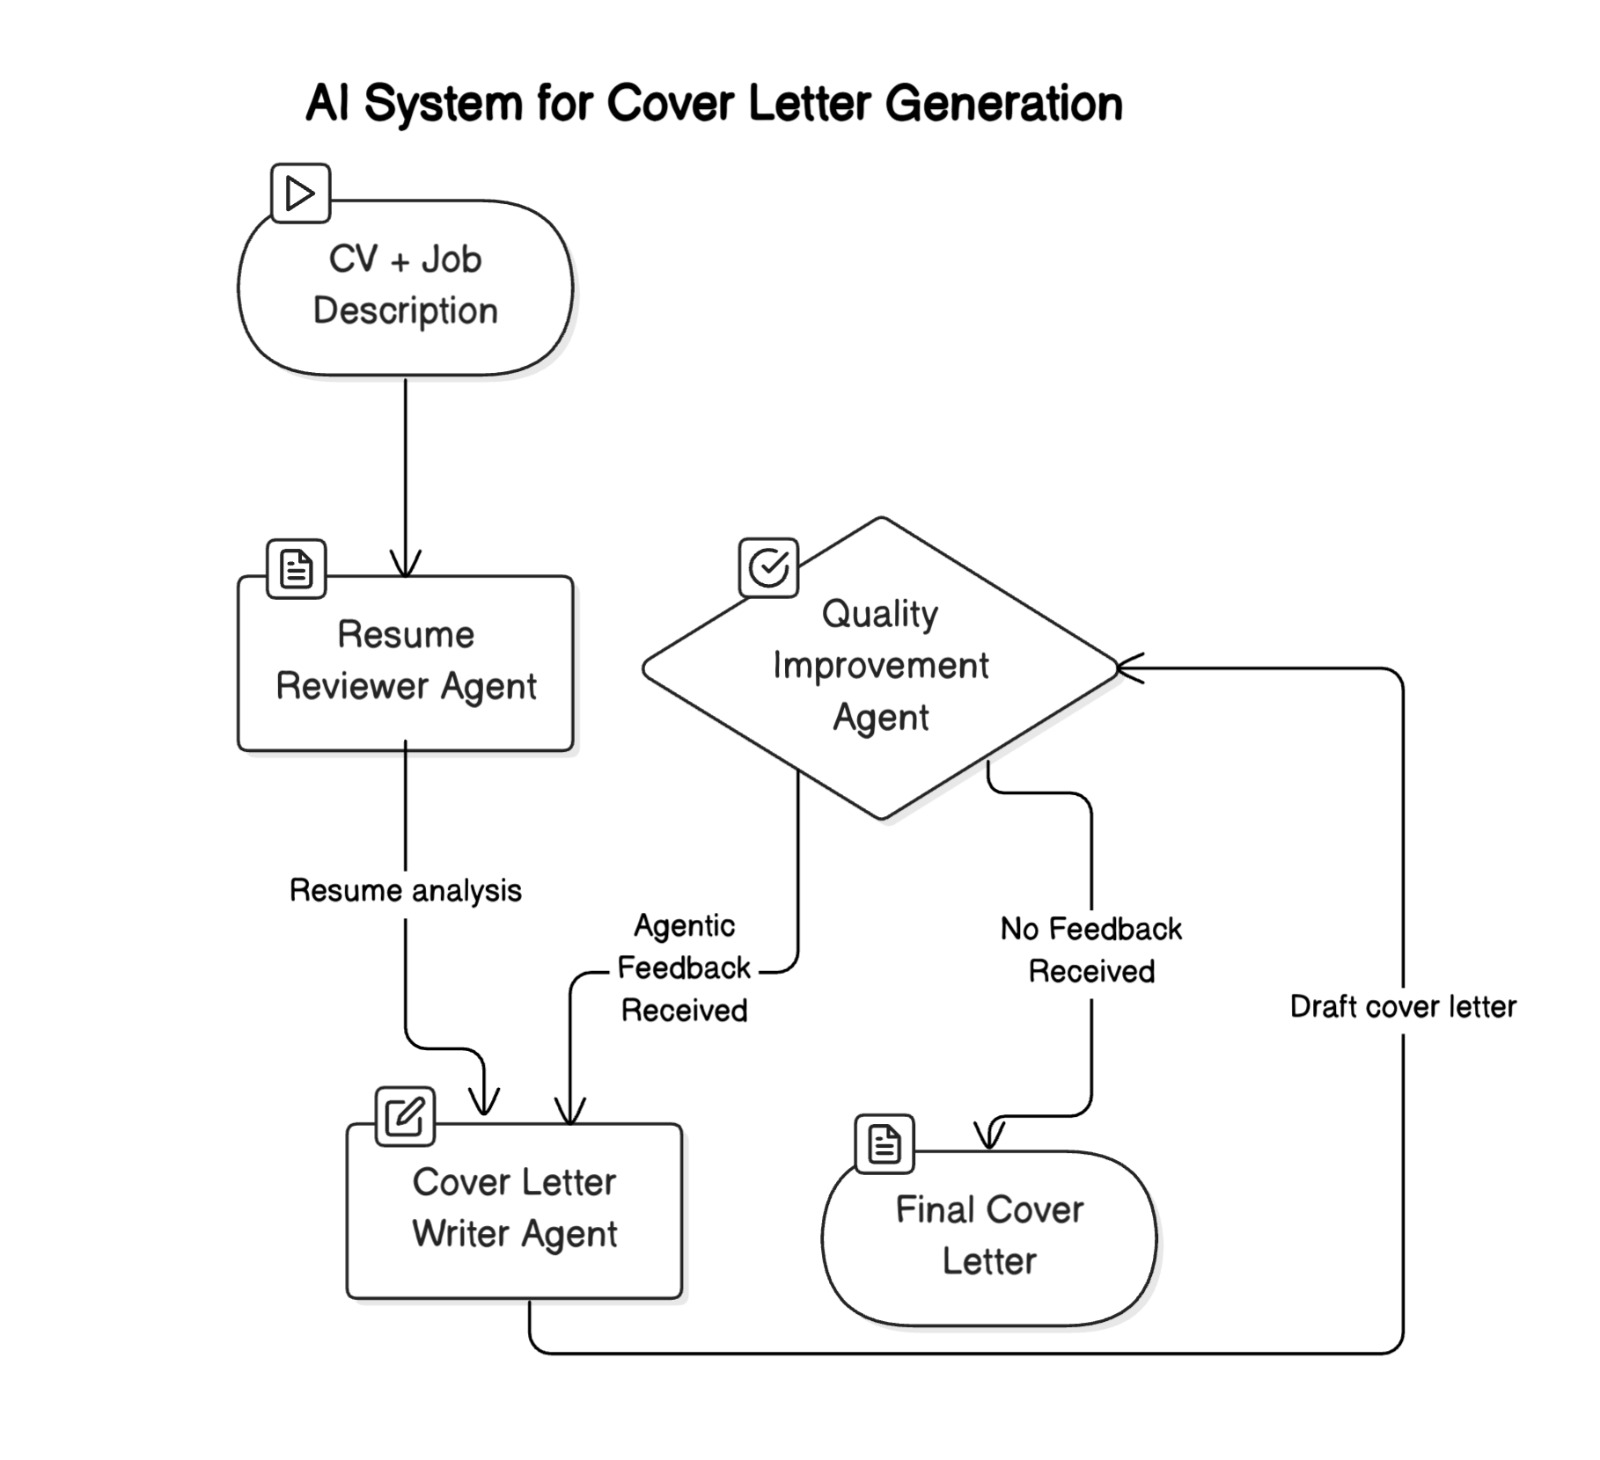 AI System for Cover Letter Generation
CV + Job
Description
Resume
Reviewer Agent
Quality
Improvement
Agent
Resume analysis
Agentic
Feedback
Received
No Feedback
Received
Draft cover letter
Cover Letter
Writer Agent
Final Cover
Letter